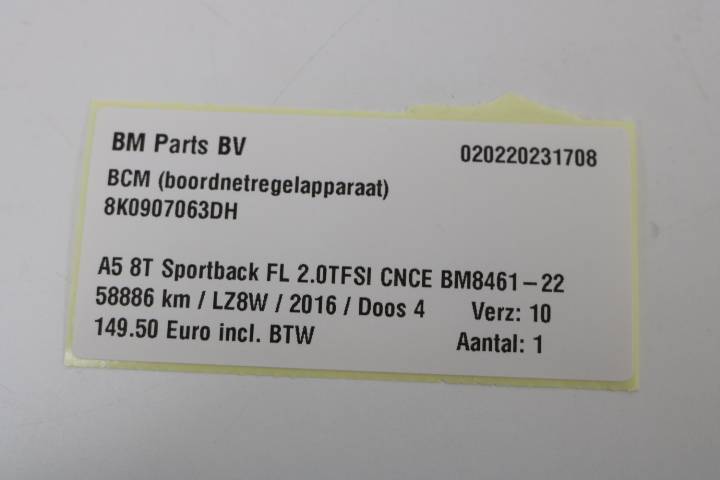 BM Parts BV 020220231708
BCM (boordnetregelapparaat)
8K0907063DH
A5 8T Sportback FL 2.0TFSI CNCE BM8461-22
58886 km / LZ8W / 2016 / Doos 4 Verz: 10
149.50 Euro incl. BTW Aantal: 1